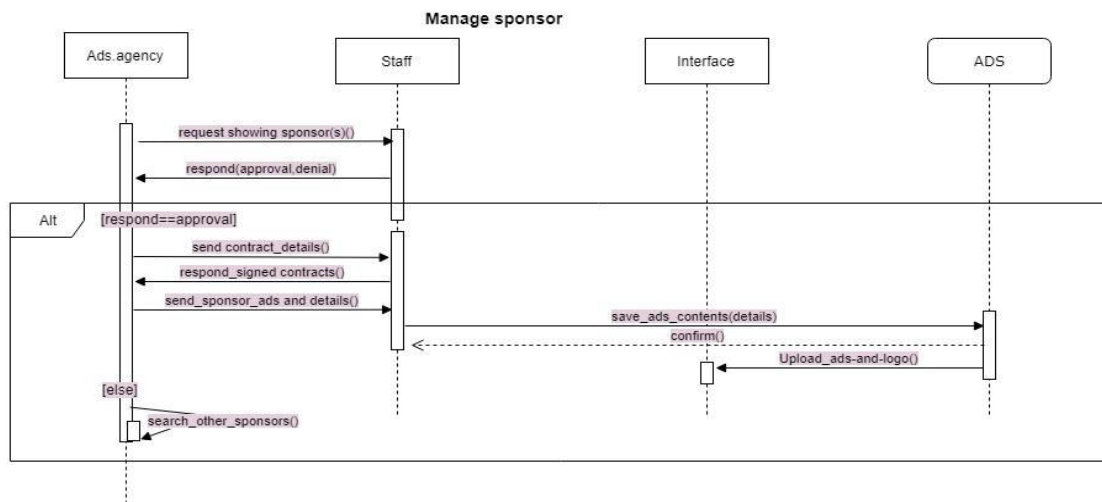 Manage sponsor
Ads.agency
Staff
Interface
ADS
request showing sponsor(s)()
respond(approval,denial)
Alt
[respond==approval]
send contract_details()
respond_signed contracts()
send_sponsor_ads and details()
save_ads_contents(details)
confirm()
Upload_ads-and-logo()
[else]
search_other_sponsors()